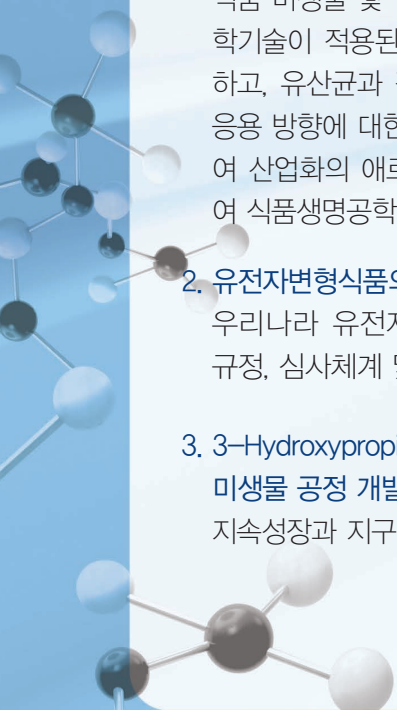 학기술이 적용된
하고, 유산균과
응용 방향에 대한
여 산업화의 애로
여 식품생명공학
2. 유전자변형식품의
우리나라 유전자
규정, 심사체계 및
3. 3-Hydroxypropi
미생물 공정 개발
지속성장과 지구